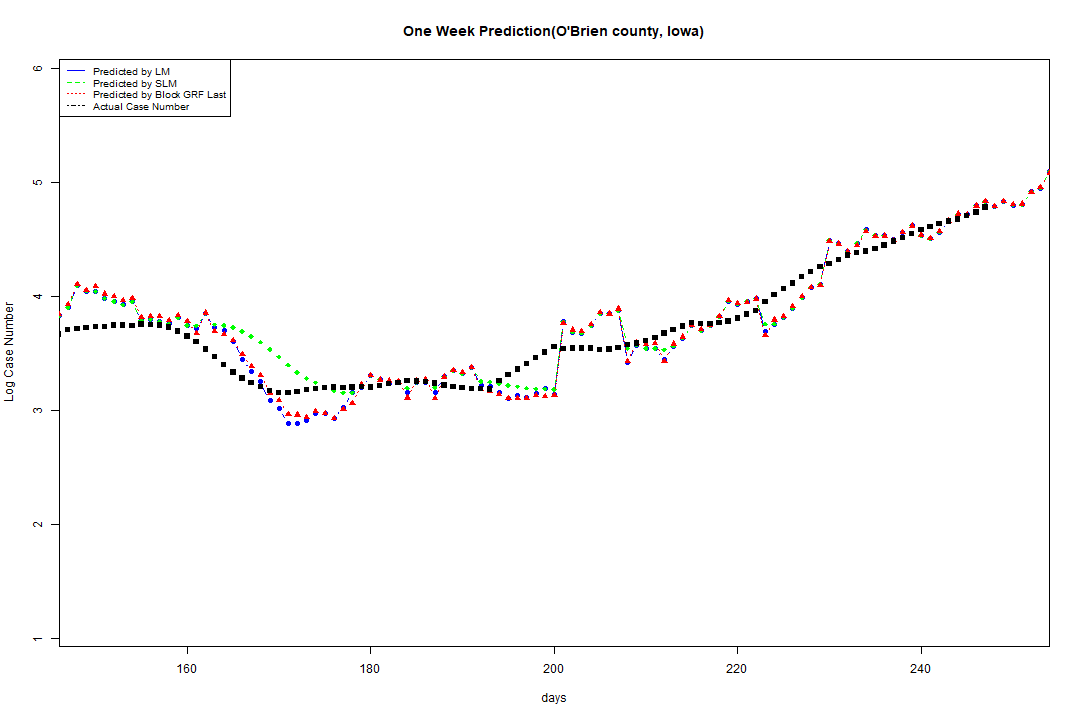 One Week Prediction(O'Brien county, Iowa)
Predicted by LM
Predicted by SLM
Predicted by Block GRF Last
Actual Case Number
6
5
4
3
2
1
Log Case Number
160 180 200 220 240
days